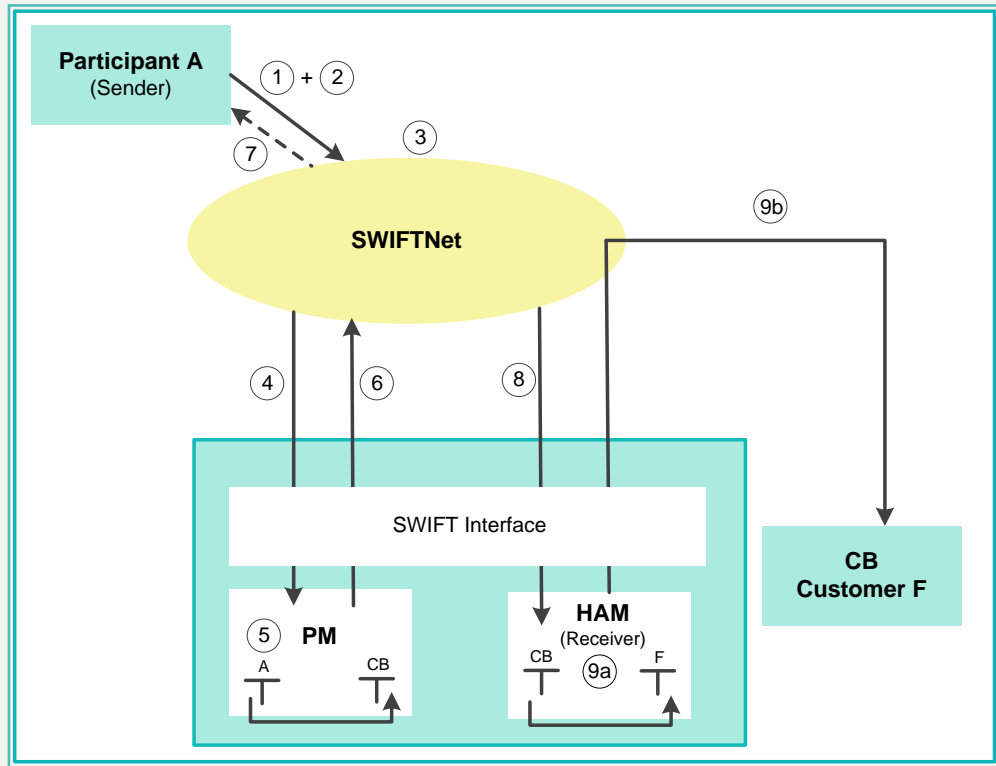 Participant A
(Sender)
1 + 2
3
7
SWIFTNet
9b
4
6
8
SWIFT Interface
CB
Customer F
PM
5
A
CB
HAM
(Receiver)
CB
9a
F